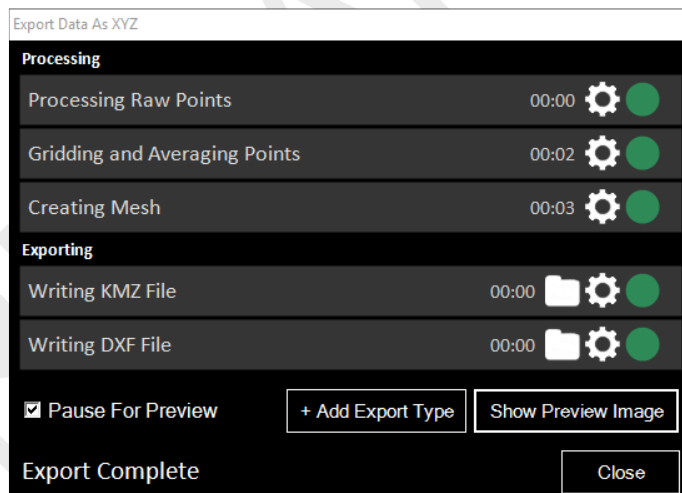 Export Data As XYZ
Processing
Processing Raw Points 00:00
Gridding and Averaging Points 00:02
Creating Mesh 00:03
Exporting
Writing KMZ File 00:00
Writing DXF File 00:00
Pause For Preview + Add Export Type Show Preview Image
Export Complete Close